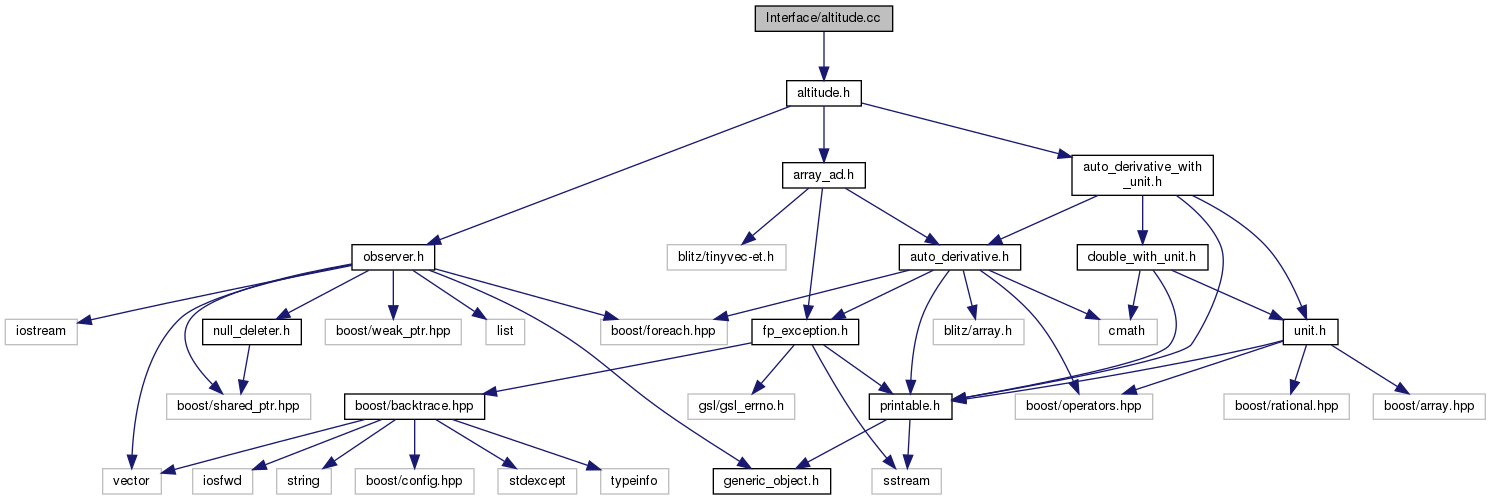 Interface/altitude.cc
altitude.h
array_ad.h
auto_derivative_with
_unit.h
observer.h
blitz/tinyvec-et.h
auto_derivative.h
double_with_unit.h
iostream
null_deleter.h
boost/weak_ptr.hpp
list
boost/foreach.hpp
fp_exception.h
blitz/array.h
cmath
unit.h
boost/shared_ptr.hpp
boost/backtrace.hpp
gsl/gsl_errno.h
printable.h
boost/operators.hpp
boost/rational.hpp
boost/array.hpp
vector
iosfwd
string
boost/config.hpp
stdexcept
typeinfo
generic_object.h
sstream